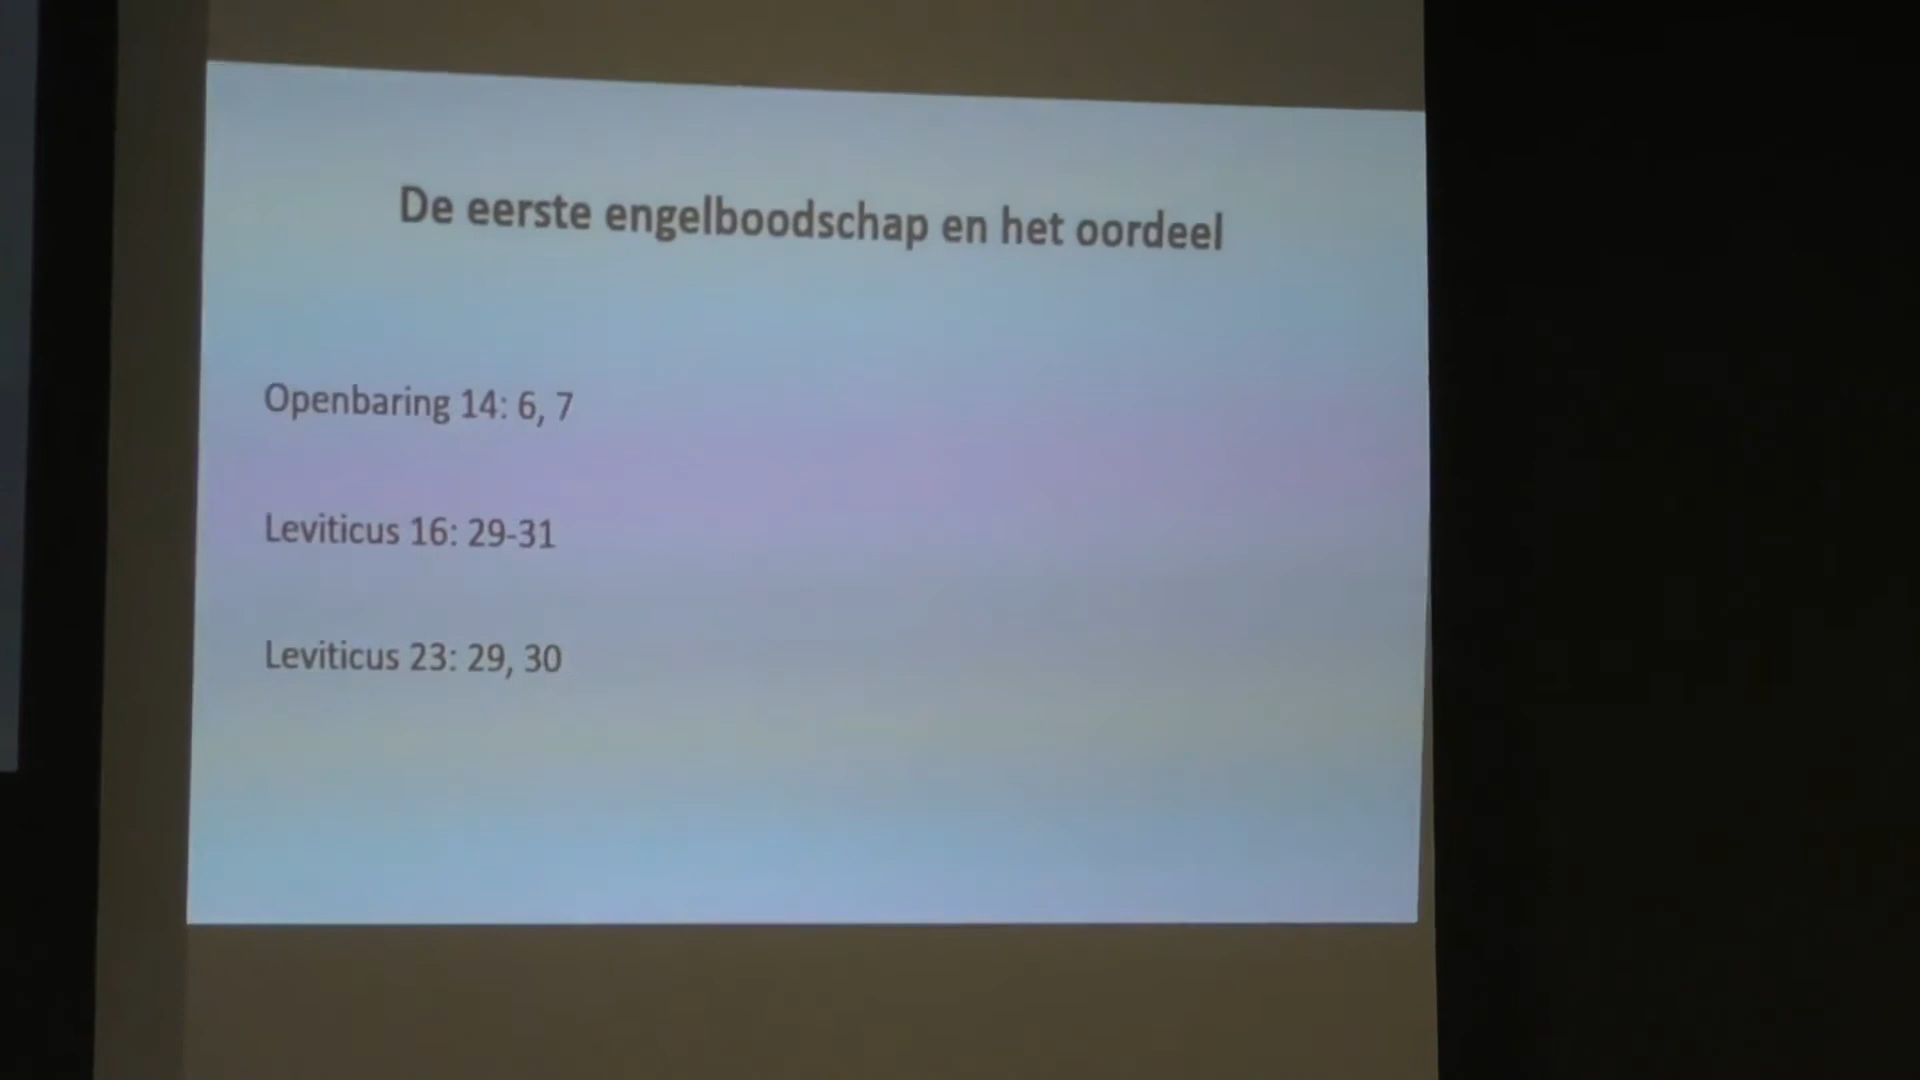 De eerste engelboodschap en het oordeel
Openbaring 14: 6, 7
Leviticus 16: 29-31
Leviticus 23: 29, 30